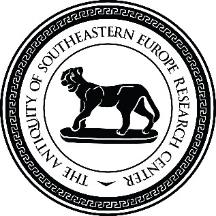 THE ANTIQUITY OF SOUTHEASTERN EUROPE RESEARCH CENTER